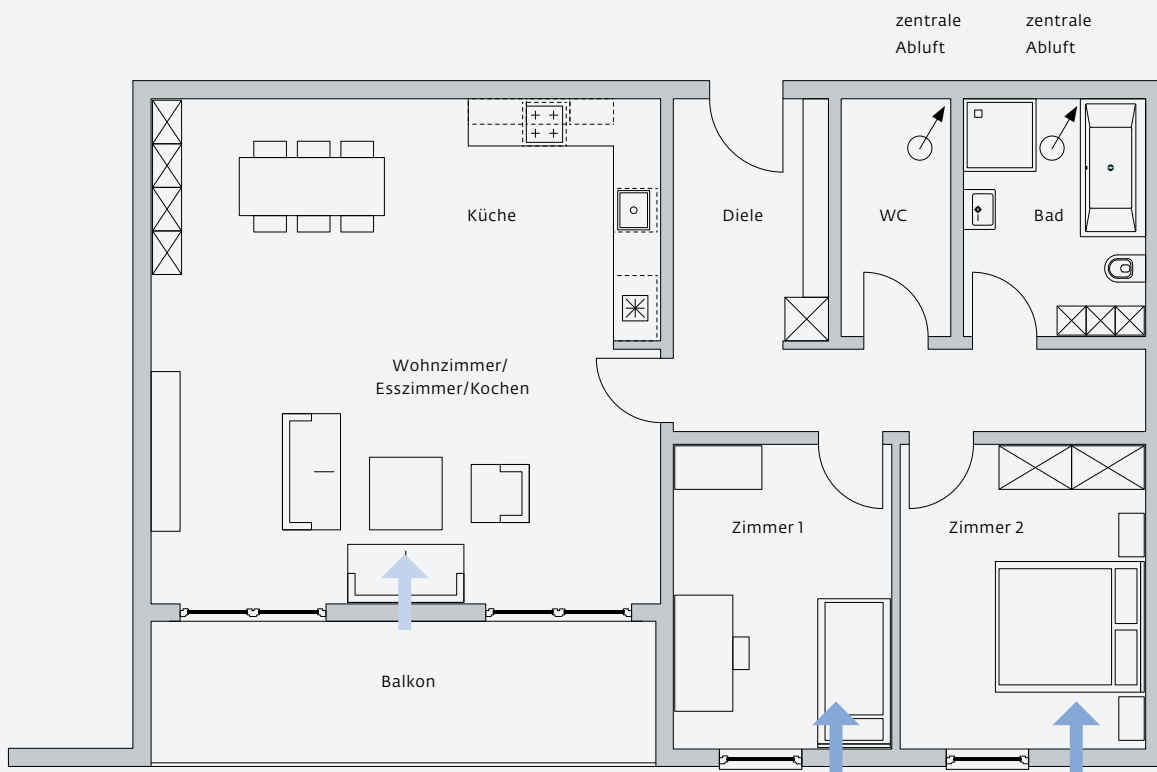 zentrale
Abluft
zentrale
Abluft
Küche
Diele
WC
Bad
Wohnzimmer/
Esszimmer/Kochen
Zimmer 1
Zimmer 2
Balkon